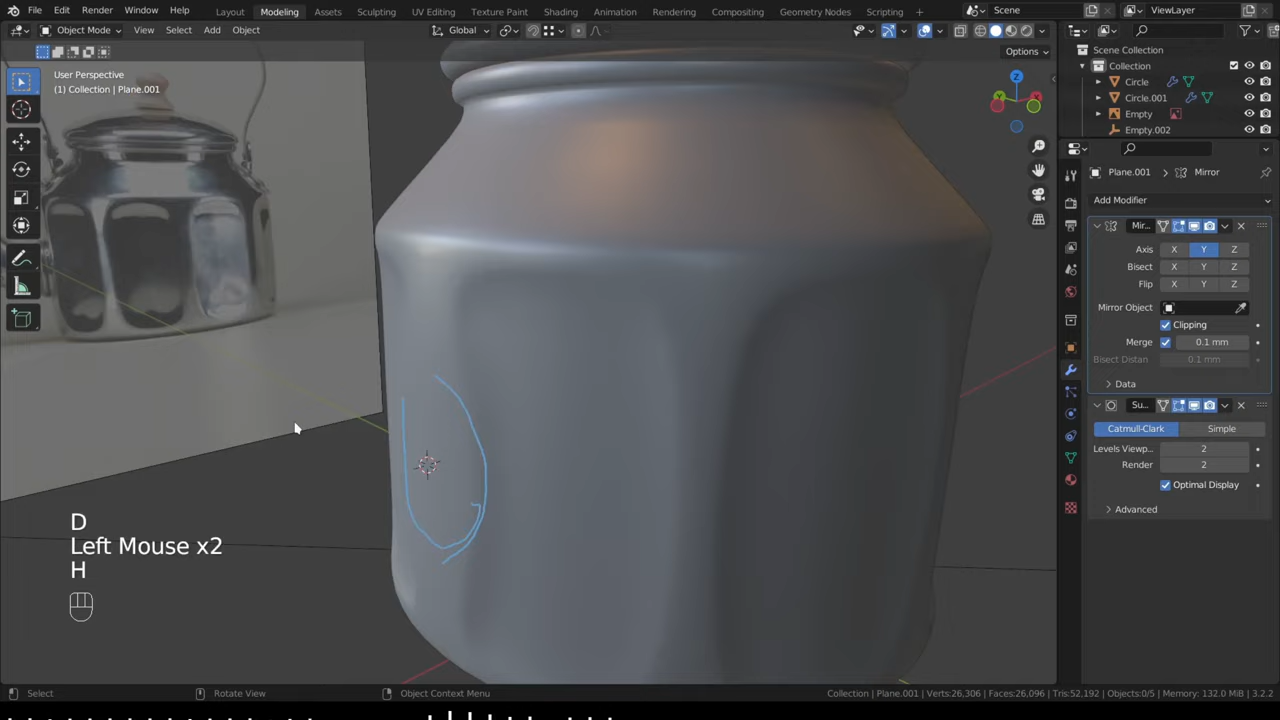 File Edit Render Window Help Layout Modeling Assets Sculpting UV Editing Texture Paint Shading Animation Rendering Compositing Geometry Nodes Scripting + Scene ViewLayer
Object Mode View Select Add Object Global
Options
User Perspective
(1) Collection | Plane.001
Z
Y
X
Scene Collection
Collection
Circle
Circle.001
Empty
Empty.002
Plane.001 > Mirror
Add Modifier
Mir...
Axis X Y Z
Bisect X Y Z
Flip X Y Z
Mirror Object
Clipping
Merge 0.1 mm
Bisect Distan 0.1 mm
Data
Su...
Catmull-Clark Simple
Levels Viewp... 2
Render 2
Optimal Display
Advanced
D
Left Mouse x2
H
Select Rotate View Object Context Menu Collection | Plane.001 | Verts:26,306 | Faces:26,096 | Tris:52,192 | Objects:0/5 | Memory: 132.0 MiB | 3.2.2